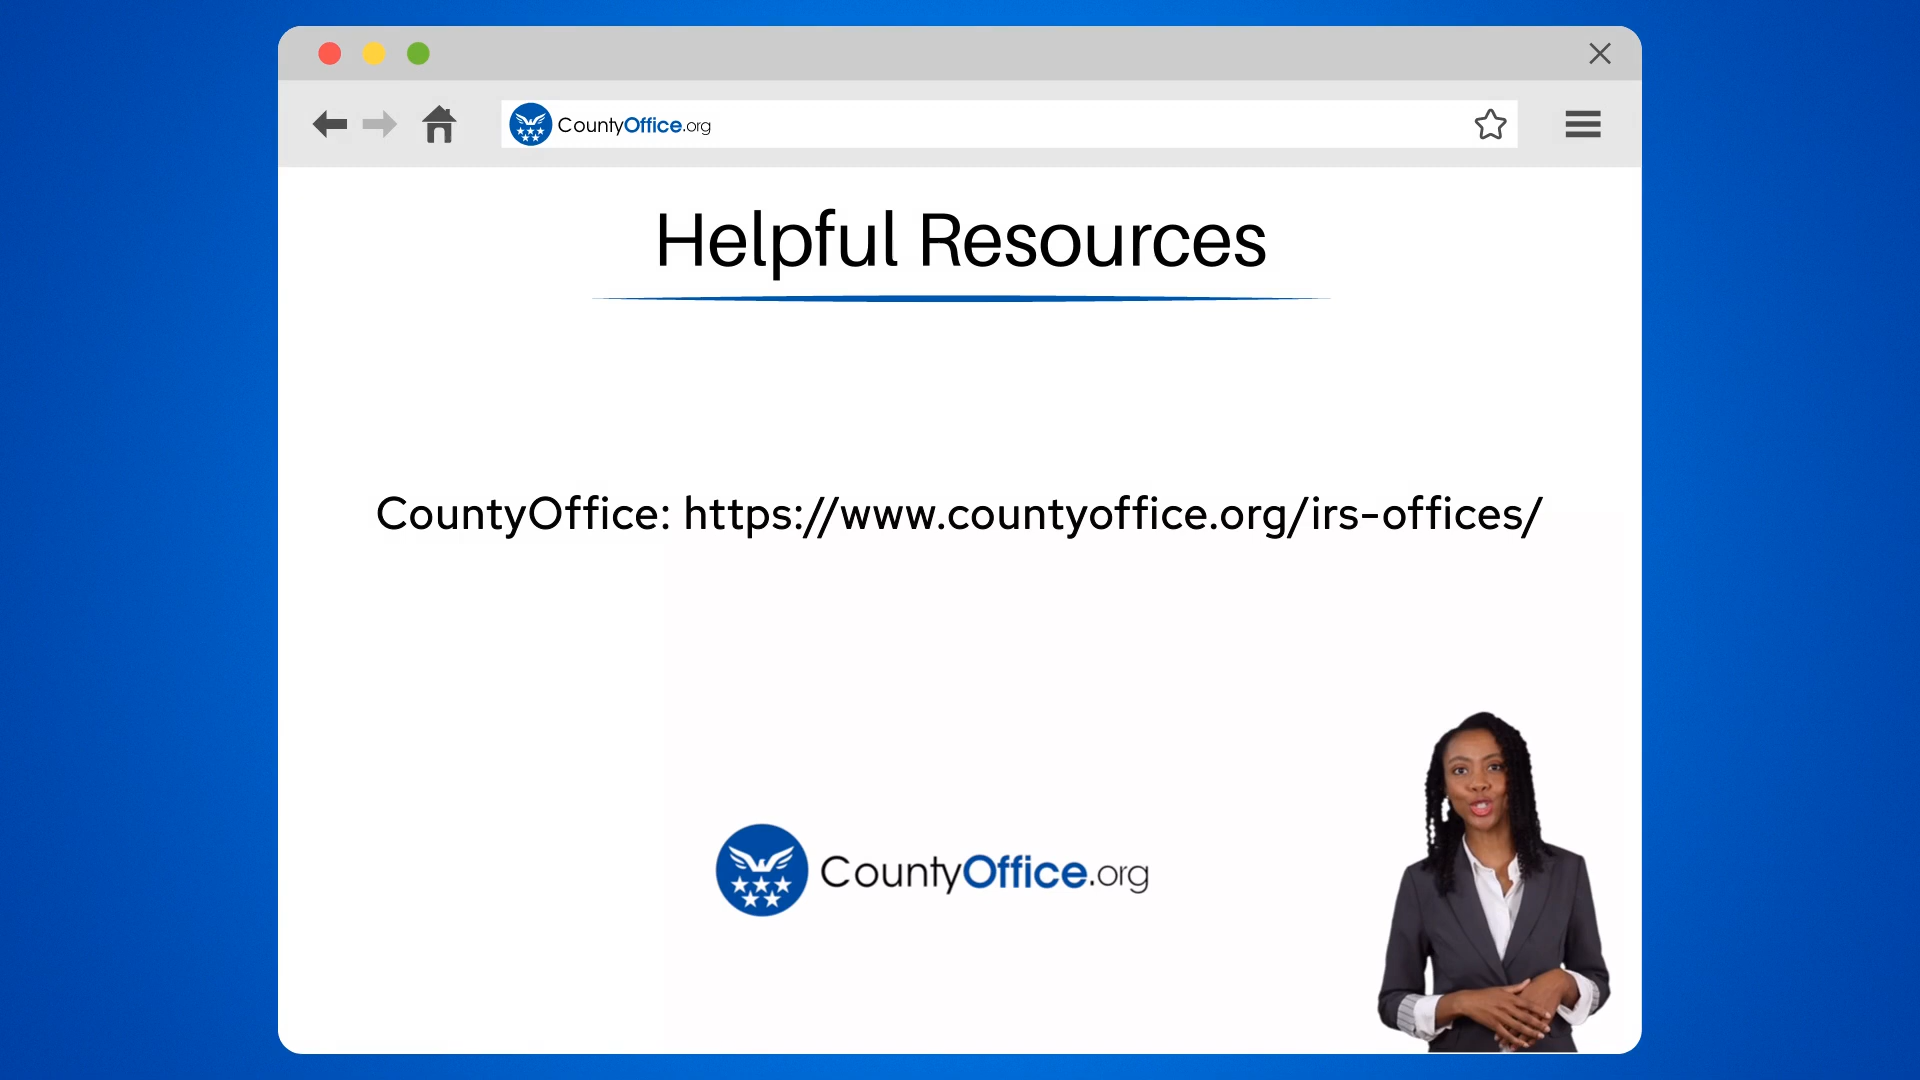 CountyOffice.org
Helpful Resources
CountyOffice: https://www.countyoffice.org/irs-offices/
CountyOffice.org